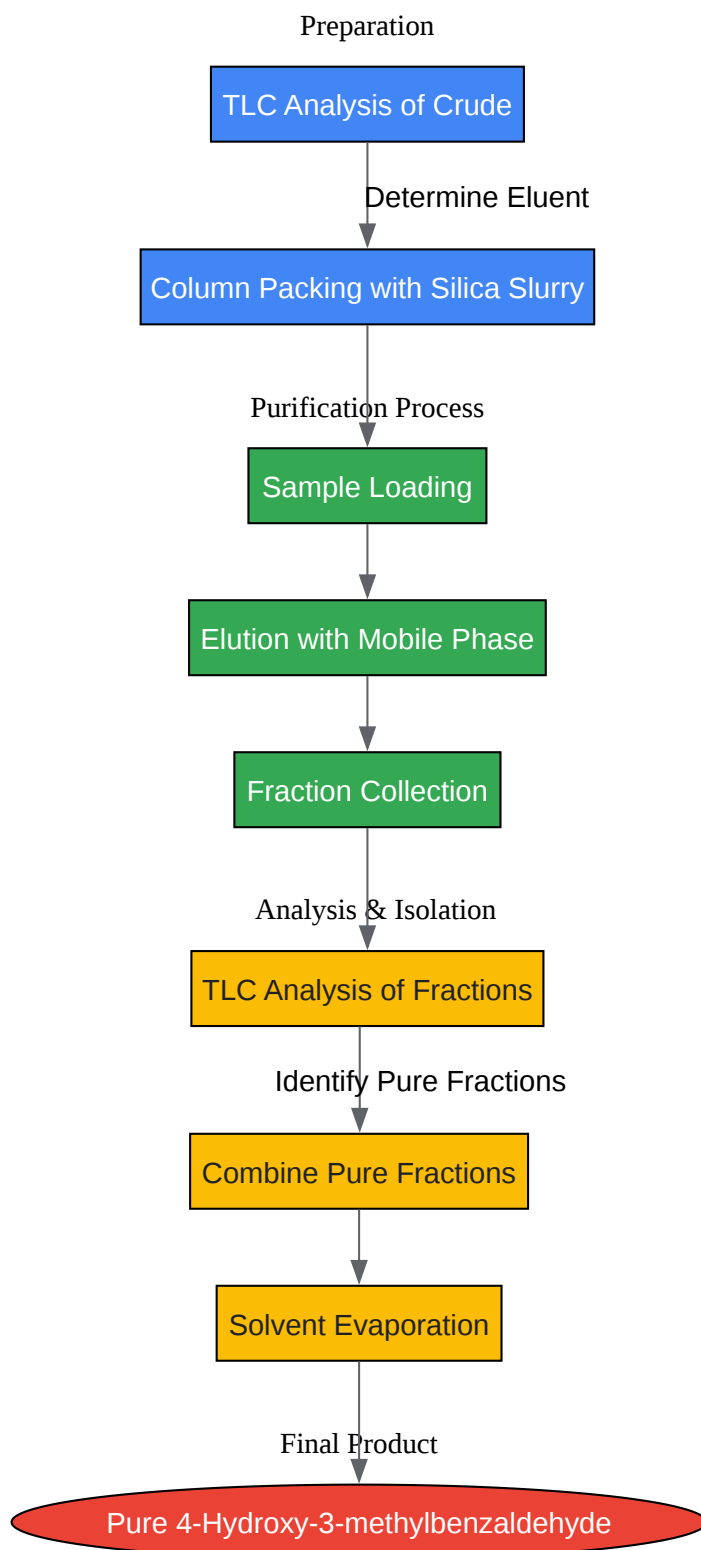 Preparation
TLC Analysis of Crude
Determine Eluent
Column Packing with Silica Slurry
Purification Process
Sample Loading
Elution with Mobile Phase
Fraction Collection
Analysis & Isolation
TLC Analysis of Fractions
Identify Pure Fractions
Combine Pure Fractions
Solvent Evaporation
Final Product
Pure 4-Hydroxy-3-methylbenzaldehyde